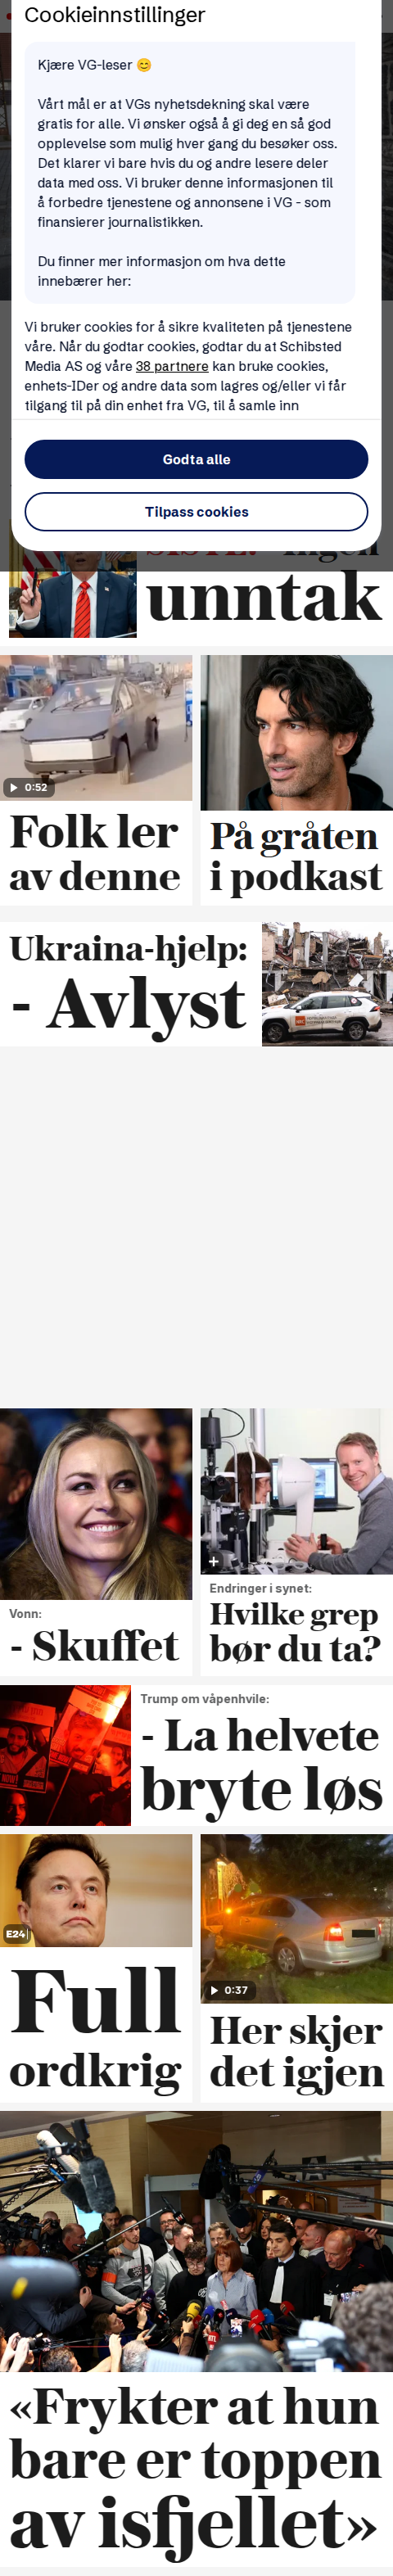 Cookieinnstillinger
Kjære VG-leser 😊
Vårt mål er at VGs nyhetsdekning skal være
gratis for alle. Vi ønsker også å gi deg en så god
opplevelse som mulig hver gang du besøker oss.
Det klarer vi bare hvis du og andre lesere deler
data med oss. Vi bruker denne informasjonen til
å forbedre tjenestene og annonsene i VG - som
finansierer journalistikken.
Du finner mer informasjon om hva dette
innebærer her:
Vi bruker cookies for å sikre kvaliteten på tjenestene
våre. Når du godtar cookies, godtar du at Schibsted
Media AS og våre 38 partnere kan bruke cookies,
enhets-IDer og andre data som lagres og/eller vi får
tilgang til på din enhet fra VG, til å samle inn
Godta alle
Tilpass cookies
unntak
0:52
Folk ler
av denne
På gråten
i podkast
Ukraina-hjelp:
- Avlyst
Vonn:
- Skuffet
Endringer i synet:
Hvilke grep
bør du ta?
Trump om våpenhvile:
- La helvete
bryte løs
E24
Full
ordkrig
0:37
Her skjer
det igjen
«Frykter at hun
bare er toppen
av isfjellet»